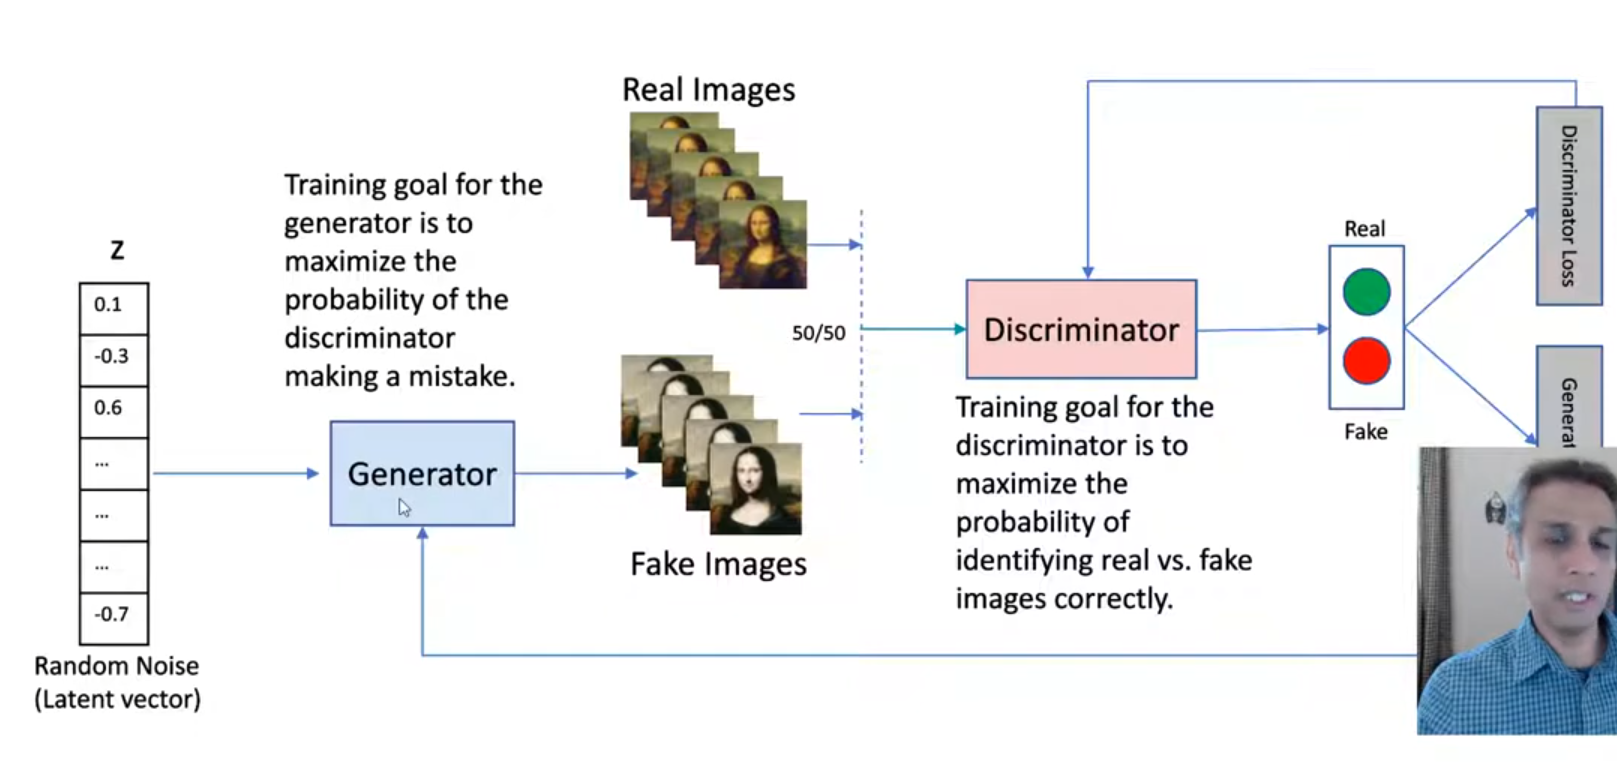 Real Images
Training goal for the
generator is to
maximize the
probability of the
discriminator
making a mistake.
Z
0.1
-0.3
0.6
...
...
...
-0.7
Random Noise
(Latent vector)
Generator
Fake Images
50/50
Discriminator
Training goal for the
discriminator is to
maximize the
probability of
identifying real vs. fake
images correctly.
Real
Fake
Discriminator Loss